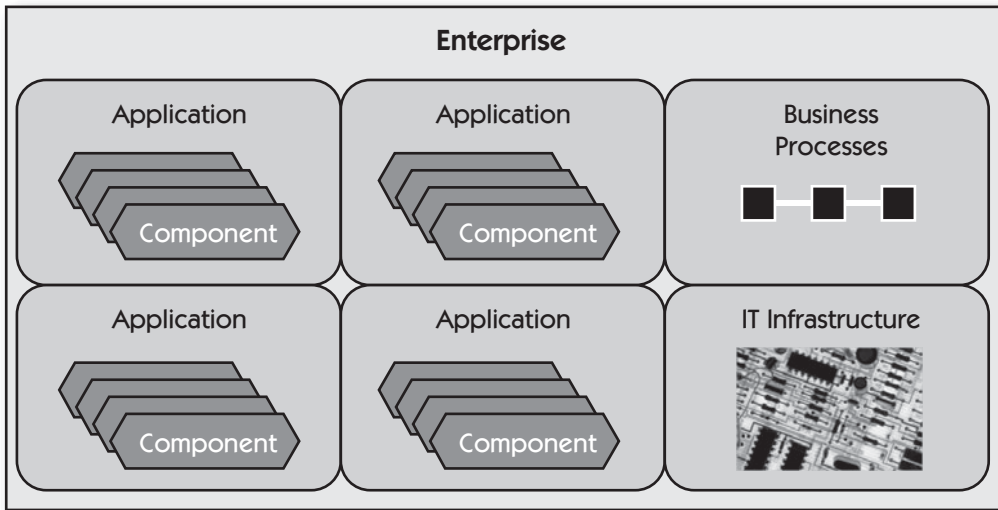 Enterprise
Application
Component
Application
Component
Business
Processes
Application
Component
Application
Component
IT Infrastructure